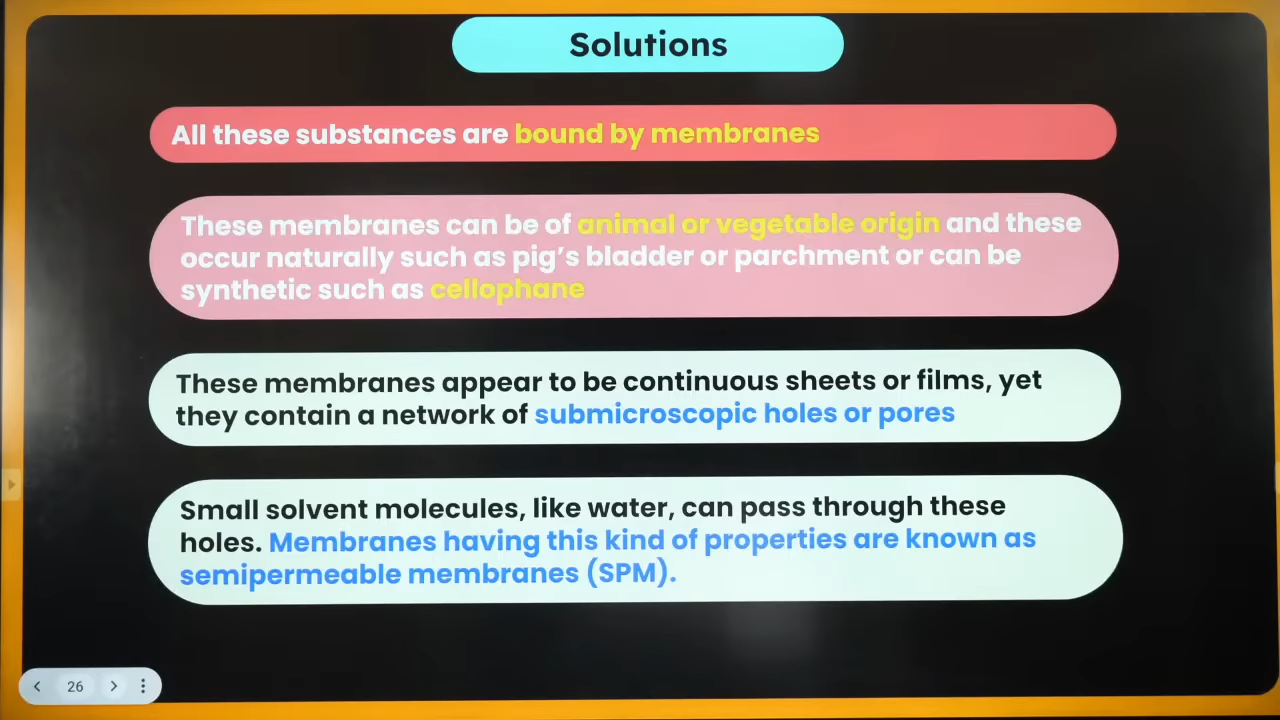 Solutions
All these substances are bound by membranes
These membranes can be of animal or vegetable origin and these
occur naturally such as pig's bladder or parchment or can be
synthetic such as cellophane
These membranes appear to be continuous sheets or films, yet
they contain a network of submicroscopic holes or pores
Small solvent molecules, like water, can pass through these
holes. Membranes having this kind of properties are known as
semipermeable membranes (SPM).
26